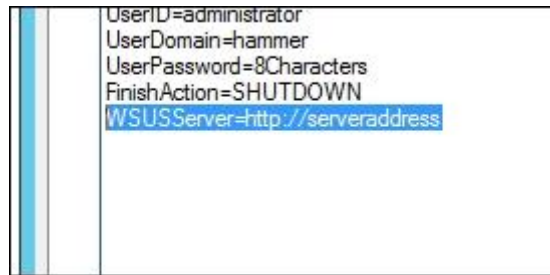 UserID=administrator
UserDomain=hammer
UserPassword=8Characters
FinishAction=SHUTDOWN
WSUSServer=http://serveraddress